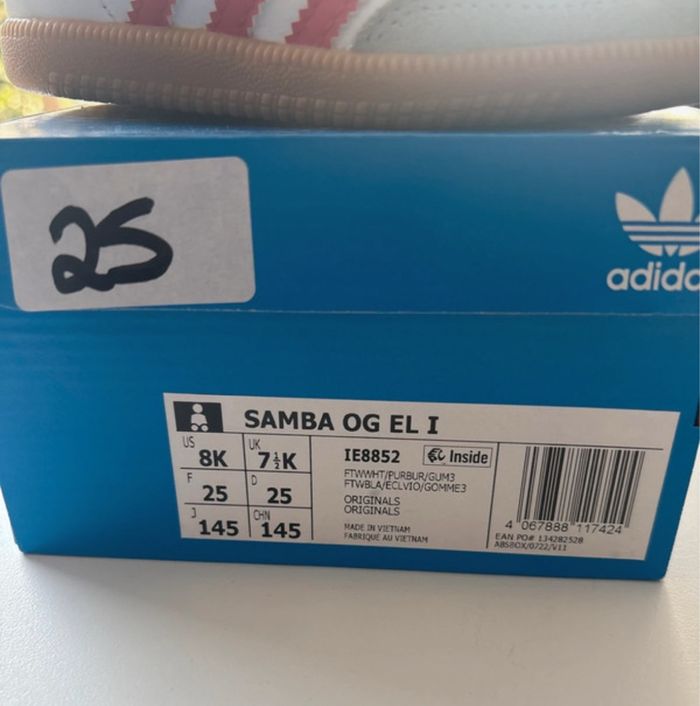 25
adidas
SAMBA OG EL I
US 8K UK 7½K
F 25 D 25
J 145 CHN 145
IE8852 Inside
FTWWHT/PURBUR/GUM3
FTWBLA/ECLVIO/GOMME3
ORIGINALS
ORIGINALS
MADE IN VIETNAM
FABRIQUÉ AU VIETNAM
4 067888 117424
EAN PO# 134282528
ABSBOX/0722/V11